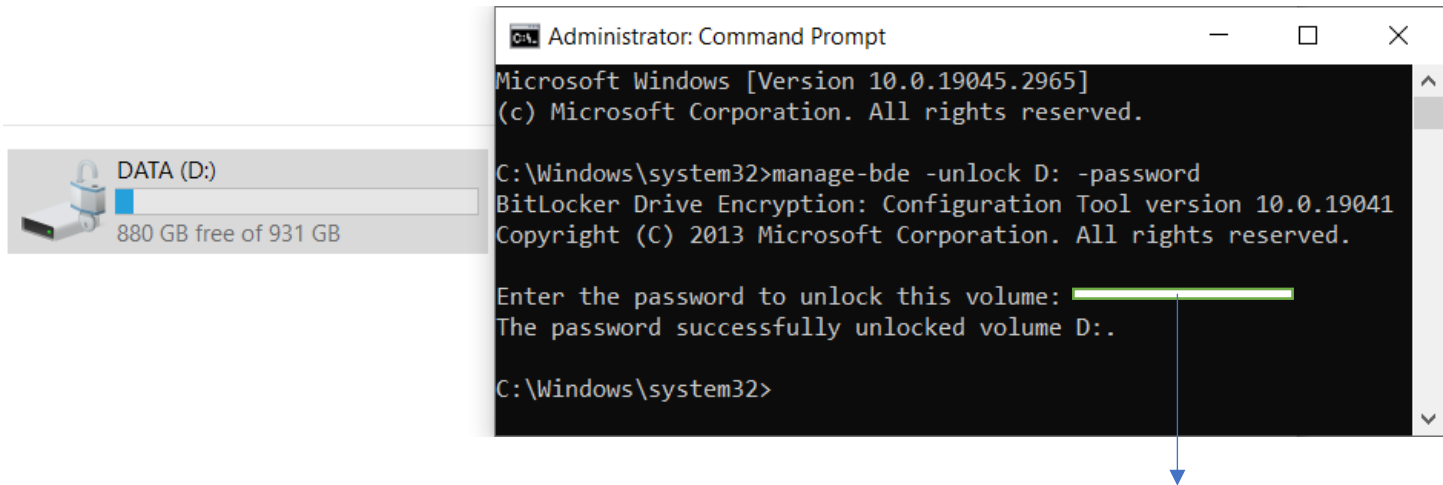 Administrator: Command Prompt
Microsoft Windows [Version 10.0.19045.2965]
(c) Microsoft Corporation. All rights reserved.
DATA (D:)
880 GB free of 931 GB
C:\Windows\system32>manage-bde -unlock D: -password
BitLocker Drive Encryption: Configuration Tool version 10.0.19041
Copyright (C) 2013 Microsoft Corporation. All rights reserved.
Enter the password to unlock this volume:
The password successfully unlocked volume D:.
C:\Windows\system32>